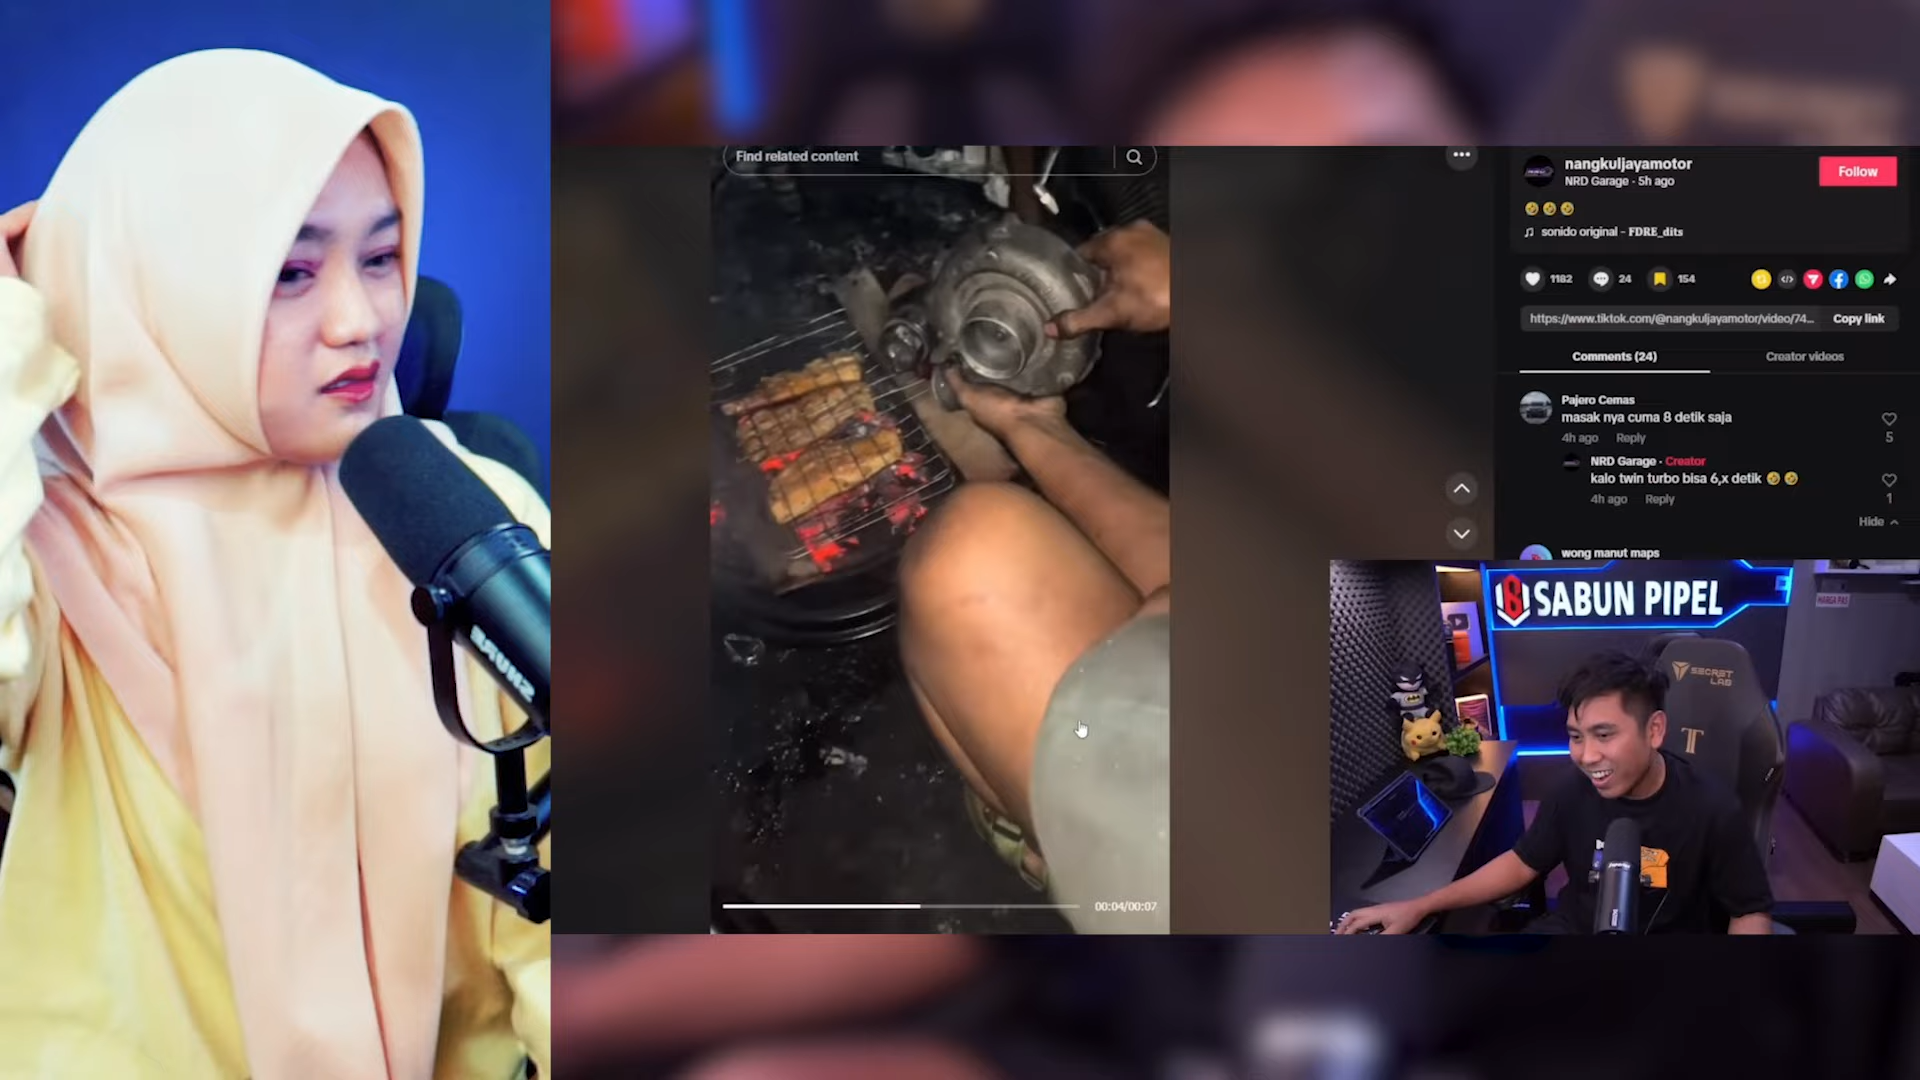 Find related content
nangkuljayamotor
NRD Garage · 5h ago
Follow
🤣🤣🤣
sonido original - FDRE_dits
1182
24
154
https://www.tiktok.com/@nangkuljayamotor/video/74...
Copy link
Comments (24)
Creator videos
Pajero Cemas
masak nya cuma 8 detik saja
4h ago Reply
5
NRD Garage · Creator
kalo twin turbo bisa 6,x detik 🤣🤣
4h ago Reply
1
Hide
wong manut maps
00:04/00:07
SABUN PIPEL
HARGA PAS
SECRET
LAB
SHURE